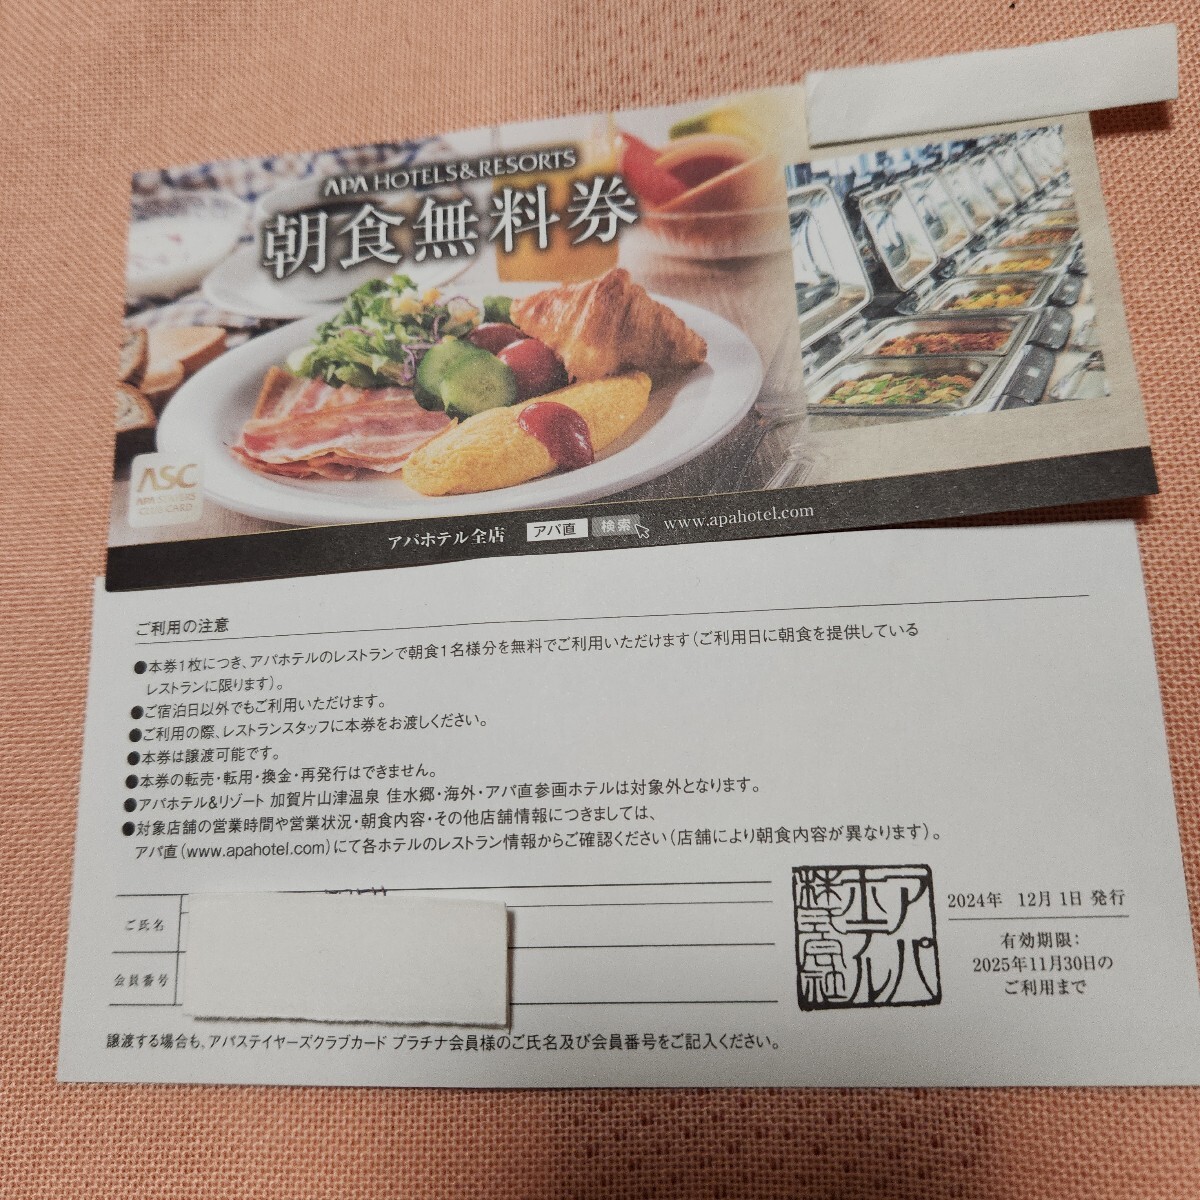 APA HOTELS&RESORTS
朝食無料券
ASC
APA STAYERS
CLUB CARD
アパホテル全店 アパ直 検索 www.apahotel.com
ご利用の注意
●本券1枚につき、アパホテルのレストランで朝食1名様分を無料でご利用いただけます(ご利用日に朝食を提供している
レストランに限ります)。
●ご宿泊日以外でもご利用いただけます。
●ご利用の際、レストランスタッフに本券をお渡しください。
●本券は譲渡可能です。
●本券の転売・転用・換金・再発行はできません。
●アパホテル&リゾート 加賀片山津温泉 佳水郷・海外・アパ直参画ホテルは対象外となります。
●対象店舗の営業時間や営業状況・朝食内容・その他店舗情報につきましては、
アパ直(www.apahotel.com)にて各ホテルのレストラン情報からご確認ください(店舗により朝食内容が異なります)。
ご氏名
会員番号
アパ
ホテル
株式会社
2024年 12月 1日 発行
有効期限:
2025年11月30日の
ご利用まで
譲渡する場合も、アパステイヤーズクラブカード プラチナ会員様のご氏名及び会員番号をご記入ください。